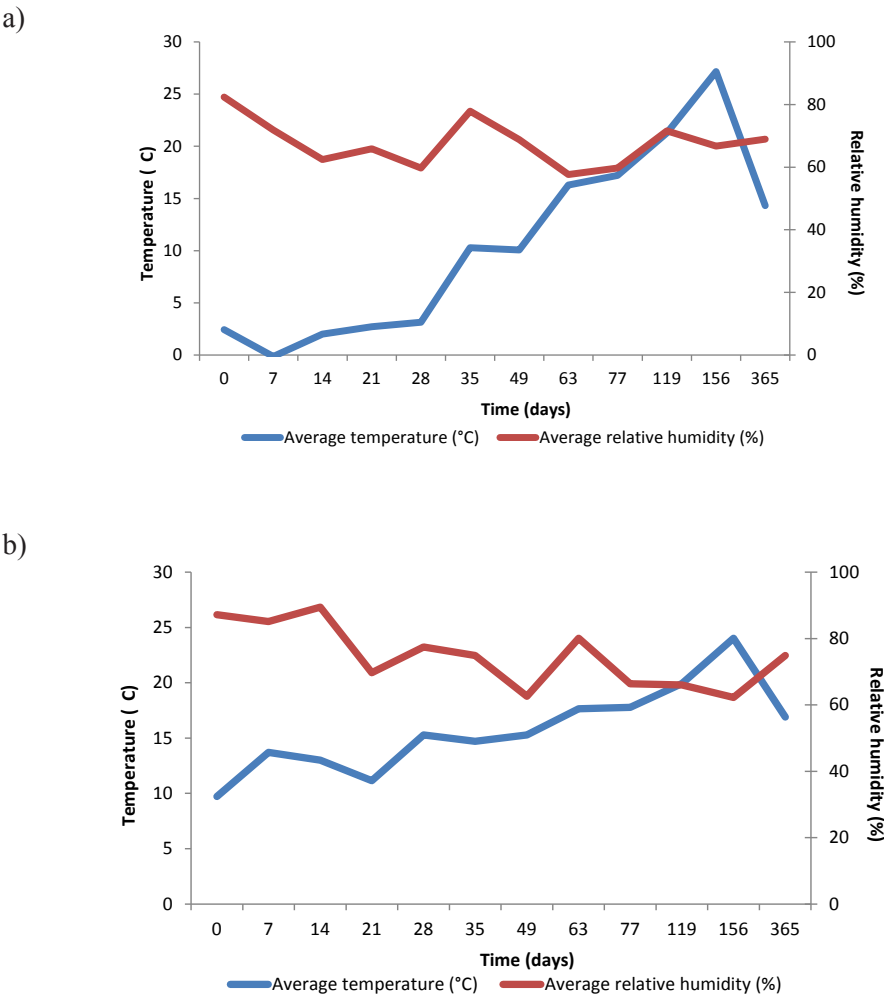 a)
30
25
20
15
10
5
0
100
80
60
40
20
0
Temperature ( C)
Relative humidity (%)
0 7 14 21 28 35 49 63 77 119 156 365
Time (days)
Average temperature (°C) Average relative humidity (%)
b)
30
25
20
15
10
5
0
100
80
60
40
20
0
Temperature ( C)
Relative humidity (%)
0 7 14 21 28 35 49 63 77 119 156 365
Time (days)
Average temperature (°C) Average relative humidity (%)